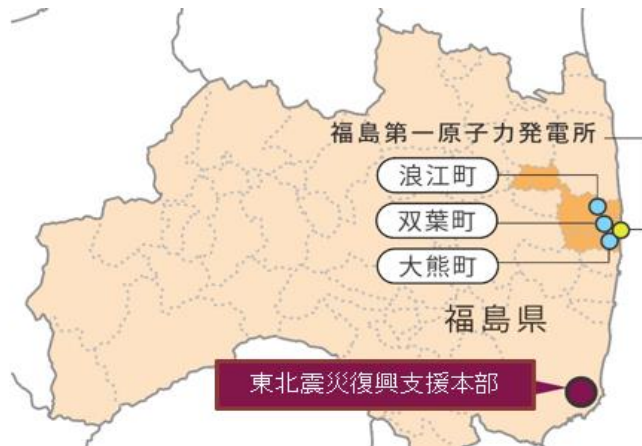 福島第一原子力発電所
浪江町
双葉町
大熊町
福島県
東北震災復興支援本部